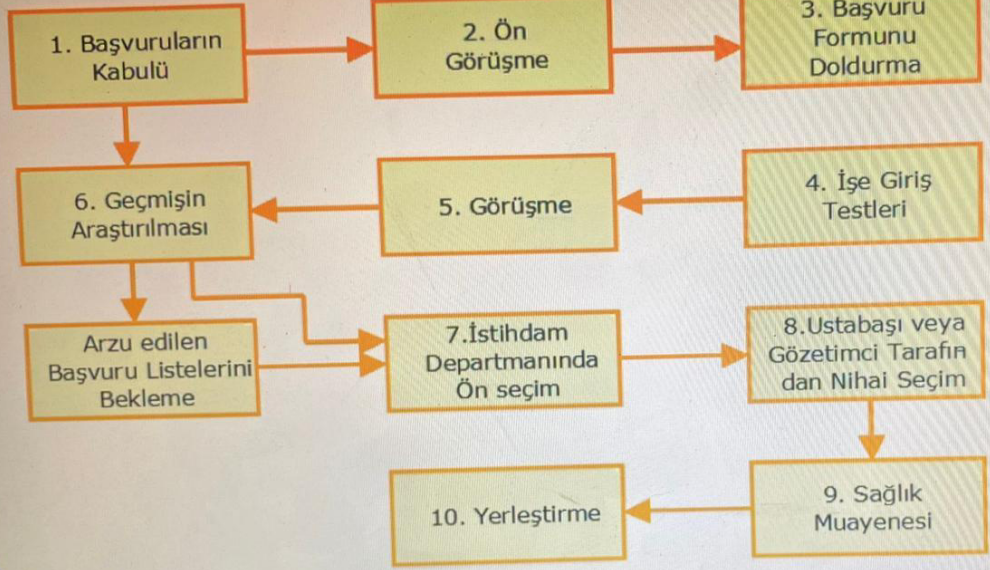 1. Başvuruların
Kabulü
2. Ön
Görüşme
3. Başvuru
Formunu
Doldurma
6. Geçmişin
Araştırılması
5. Görüşme
4. İşe Giriş
Testleri
Arzu edilen
Başvuru Listelerini
Bekleme
7.İstihdam
Departmanında
Ön seçim
8.Ustabaşı veya
Gözetimci Tarafın
dan Nihai Seçim
10. Yerleştirme
9. Sağlık
Muayenesi